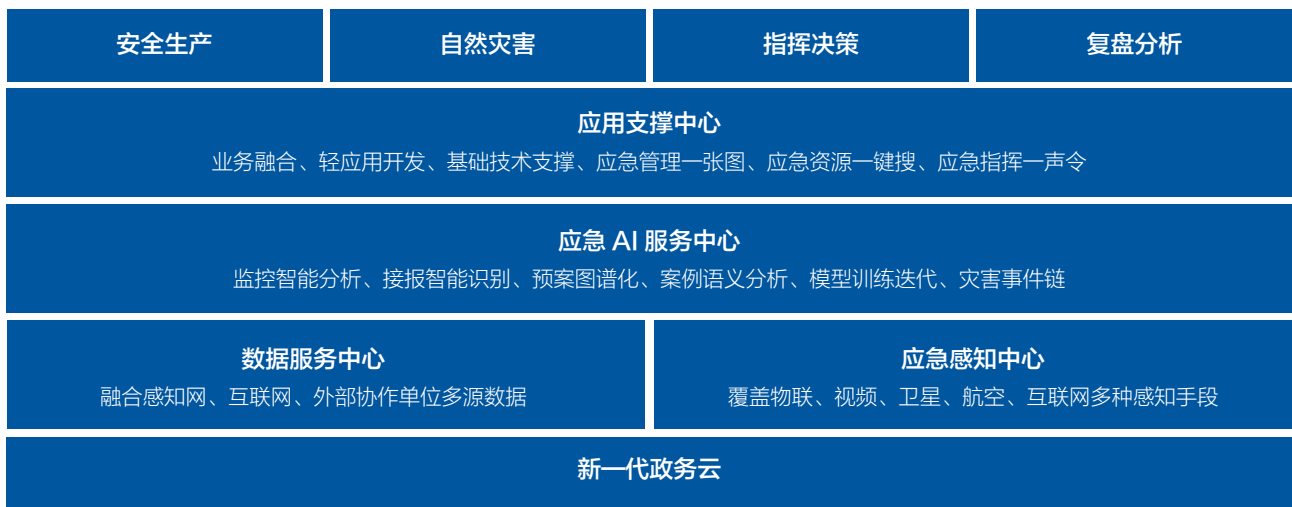 安全生产
自然灾害
指挥决策
复盘分析
应用支撑中心
业务融合、轻应用开发、基础技术支撑、应急管理一张图、应急资源一键搜、应急指挥一声令
应急 AI 服务中心
监控智能分析、接报智能识别、预案图谱化、案例语义分析、模型训练迭代、灾害事件链
数据服务中心
融合感知网、互联网、外部协作单位多源数据
应急感知中心
覆盖物联、视频、卫星、航空、互联网多种感知手段
新一代政务云